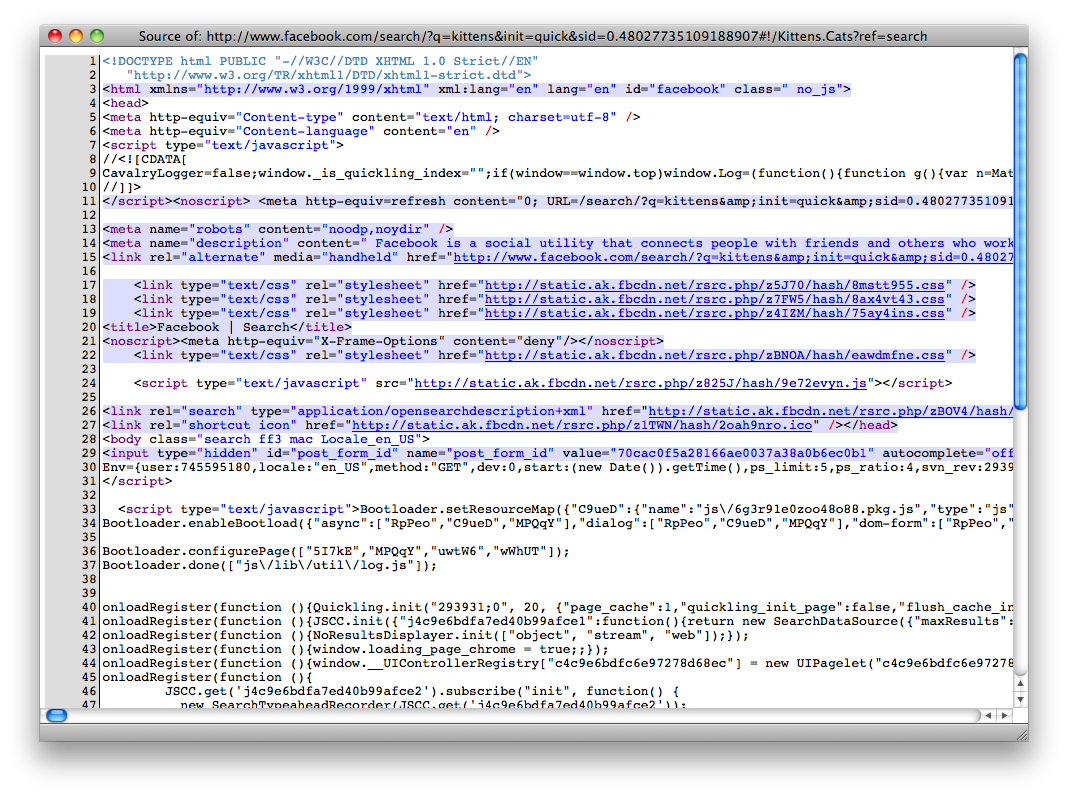 Source of: http://www.facebook.com/search/?q=kittens&init=quick&sid=0.48027735109188907#!/Kittens.Cats?ref=search
1 <!DOCTYPE html PUBLIC "-//W3C//DTD XHTML 1.0 Strict//EN"
2 "http://www.w3.org/TR/xhtml1/DTD/xhtml1-strict.dtd">
3 <html xmlns="http://www.w3.org/1999/xhtml" xml:lang="en" lang="en" id="facebook" class=" no_js">
4 <head>
5 <meta http-equiv="Content-type" content="text/html; charset=utf-8" />
6 <meta http-equiv="Content-language" content="en" />
7 <script type="text/javascript">
8 //<![CDATA[
9 CavalryLogger=false;window._is_quickling_index="";if(window==window.top)window.Log=(function(){function g(){var n=Mat
10 //]]>
11 </script><noscript> <meta http-equiv=refresh content="0; URL=/search/?q=kittens&amp;init=quick&amp;sid=0.480277351091
12
13 <meta name="robots" content="noodp,noydir" />
14 <meta name="description" content=" Facebook is a social utility that connects people with friends and others who work
15 <link rel="alternate" media="handheld" href="http://www.facebook.com/search/?q=kittens&amp;init=quick&amp;sid=0.48027
16
17 <link type="text/css" rel="stylesheet" href="http://static.ak.fbcdn.net/rsrc.php/z5J70/hash/8mstt955.css" />
18 <link type="text/css" rel="stylesheet" href="http://static.ak.fbcdn.net/rsrc.php/z7FW5/hash/8ax4vt43.css" />
19 <link type="text/css" rel="stylesheet" href="http://static.ak.fbcdn.net/rsrc.php/z4IZM/hash/75ay4ins.css" />
20 <title>Facebook | Search</title>
21 <noscript><meta http-equiv="X-Frame-Options" content="deny"/></noscript>
22 <link type="text/css" rel="stylesheet" href="http://static.ak.fbcdn.net/rsrc.php/zBNOA/hash/eawdmfne.css" />
23
24 <script type="text/javascript" src="http://static.ak.fbcdn.net/rsrc.php/z825J/hash/9e72evyn.js"></script>
25
26 <link rel="search" type="application/opensearchdescription+xml" href="http://static.ak.fbcdn.net/rsrc.php/zBOV4/hash/
27 <link rel="shortcut icon" href="http://static.ak.fbcdn.net/rsrc.php/z1TWN/hash/2oah9nro.ico" /></head>
28 <body class="search ff3 mac Locale_en_US">
29 <input type="hidden" id="post_form_id" name="post_form_id" value="70cac0f5a28166ae0037a38a0b6ec0b1" autocomplete="off
30 Env={user:745595180,locale:"en_US",method:"GET",dev:0,start:(new Date()).getTime(),ps_limit:5,ps_ratio:4,svn_rev:2939
31 </script>
32
33 <script type="text/javascript">Bootloader.setResourceMap({"C9ueD":{"name":"js\/6g3r91e0zoo48o88.pkg.js","type":"js"
34 Bootloader.enableBootload({"async":["RpPeo","C9ueD","MPQqY"],"dialog":["RpPeo","C9ueD","MPQqY"],"dom-form":["RpPeo","
35
36 Bootloader.configurePage(["5I7kE","MPQqY","uwtW6","wWhUT"]);
37 Bootloader.done(["js\/lib\/util\/log.js"]);
38
39
40 onloadRegister(function (){Quickling.init("293931;0", 20, {"page_cache":1,"quickling_init_page":false,"flush_cache_in
41 onloadRegister(function (){JSCC.init({"j4c9e6bdfa7ed40b99afce1":function(){return new SearchDataSource({"maxResults":
42 onloadRegister(function (){NoResultsDisplayer.init(["object", "stream", "web"]);});
43 onloadRegister(function (){window.loading_page_chrome = true;;});
44 onloadRegister(function (){window.__UIControllerRegistry["c4c9e6bdfc6e97278d68ec"] = new UIPagelet("c4c9e6bdfc6e97278
45 onloadRegister(function (){
46 JSCC.get('j4c9e6bdfa7ed40b99afce2').subscribe("init", function() {
47 new SearchTypeaheadRecorder(JSCC.get('j4c9e6bdfa7ed40b99afce2'));